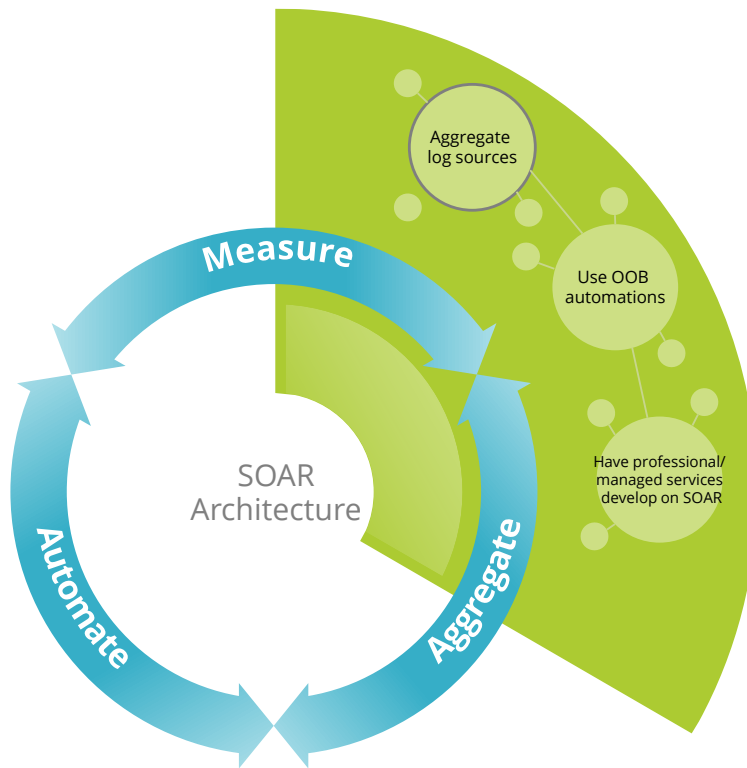 Aggregate
log sources
Use OOB
automations
Have professional/
managed services
develop on SOAR
Measure
SOAR
Architecture
Automate
Aggregate